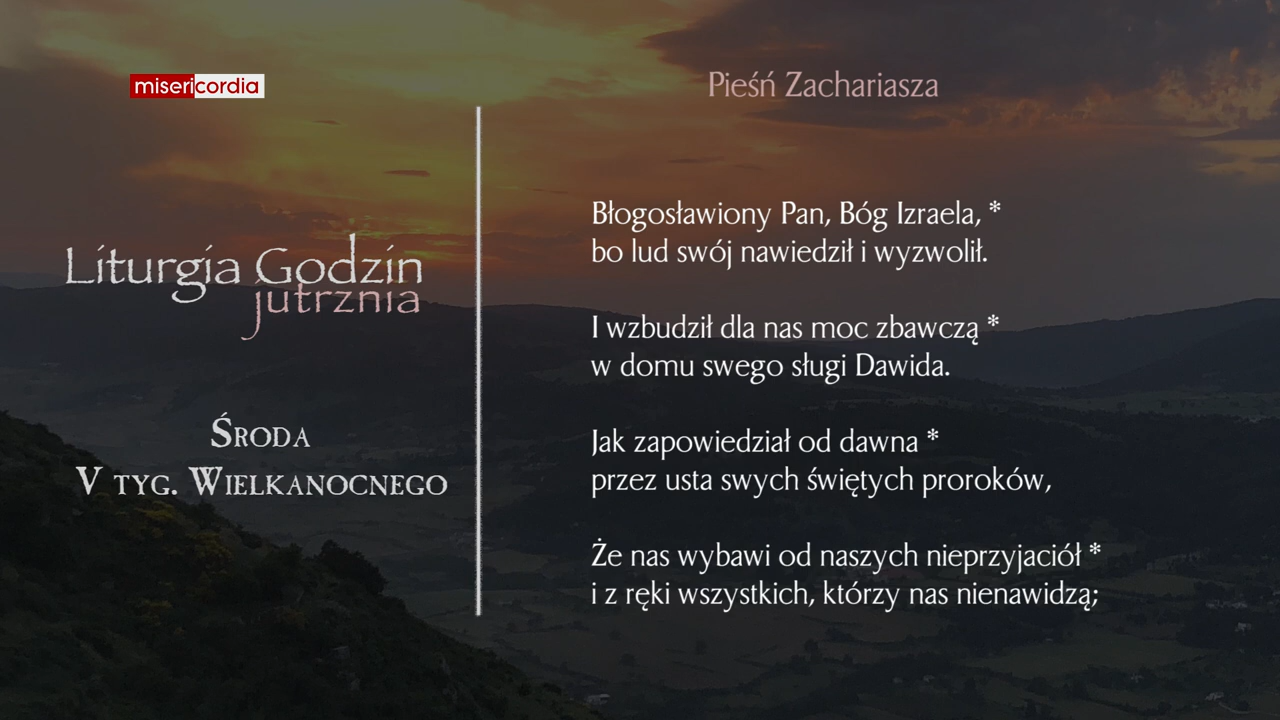 misericordia
Liturgia Godzin
jutrznia
Środa
V tyg. Wielkanocnego
Pieśń Zachariasza
Błogosławiony Pan, Bóg Izraela, *
bo lud swój nawiedził i wyzwolił.
I wzbudził dla nas moc zbawczą *
w domu swego sługi Dawida.
Jak zapowiedział od dawna *
przez usta swych świętych proroków,
Że nas wybawi od naszych nieprzyjaciół *
i z ręki wszystkich, którzy nas nienawidzą;